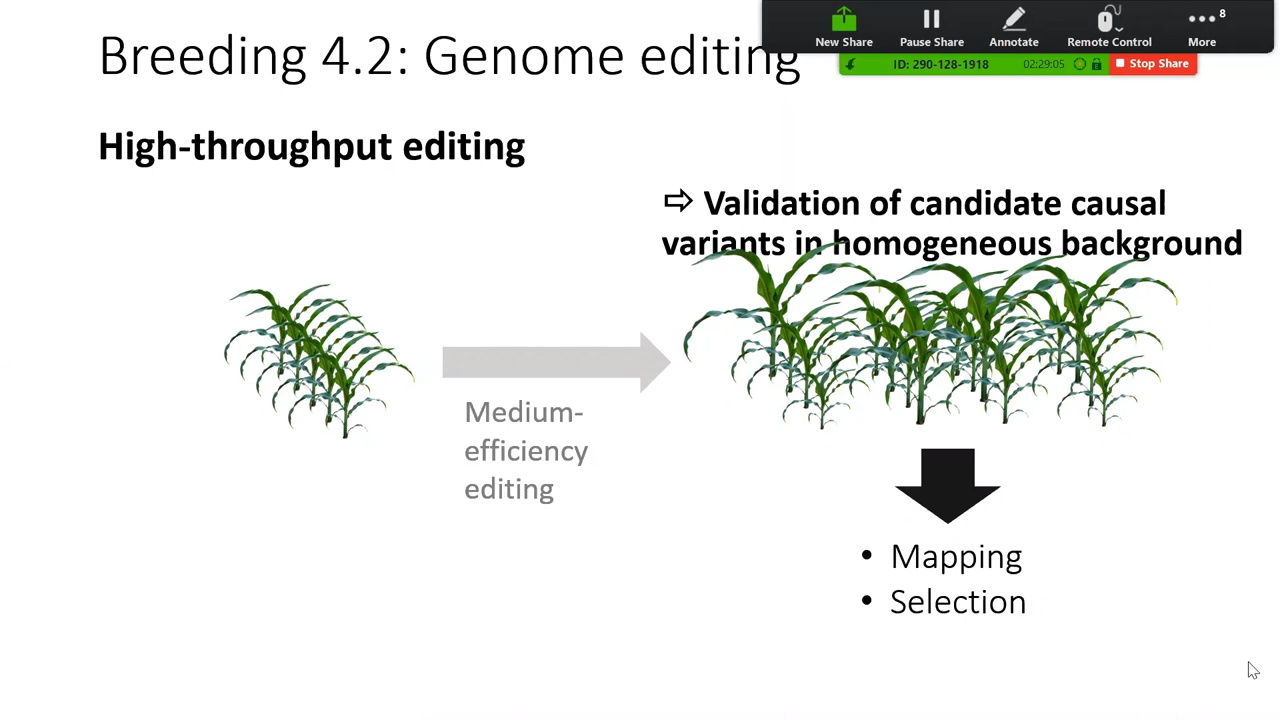 Breeding 4.2: Genome editing
New Share
Pause Share
Annotate
Remote Control
8
More
ID: 290-128-1918
02:29:05
Stop Share
High-throughput editing
⇨ Validation of candidate causal
variants in homogeneous background
Medium-
efficiency
editing
• Mapping
• Selection